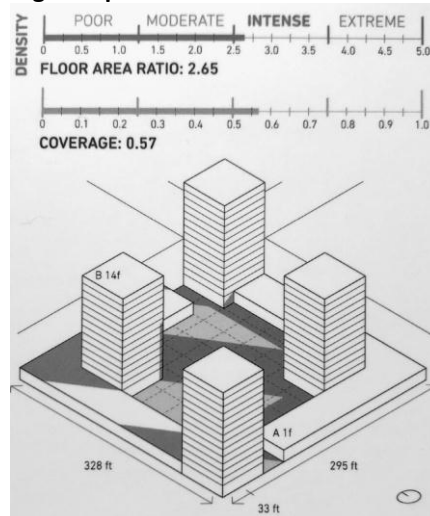 DENSITY
POOR MODERATE INTENSE EXTREME
0 0.5 1.0 1.5 2.0 2.5 3.0 3.5 4.0 4.5 5.0
FLOOR AREA RATIO: 2.65
0 0.1 0.2 0.3 0.4 0.5 0.6 0.7 0.8 0.9 1.0
COVERAGE: 0.57
B 14f
A 1f
328 ft
295 ft
33 ft